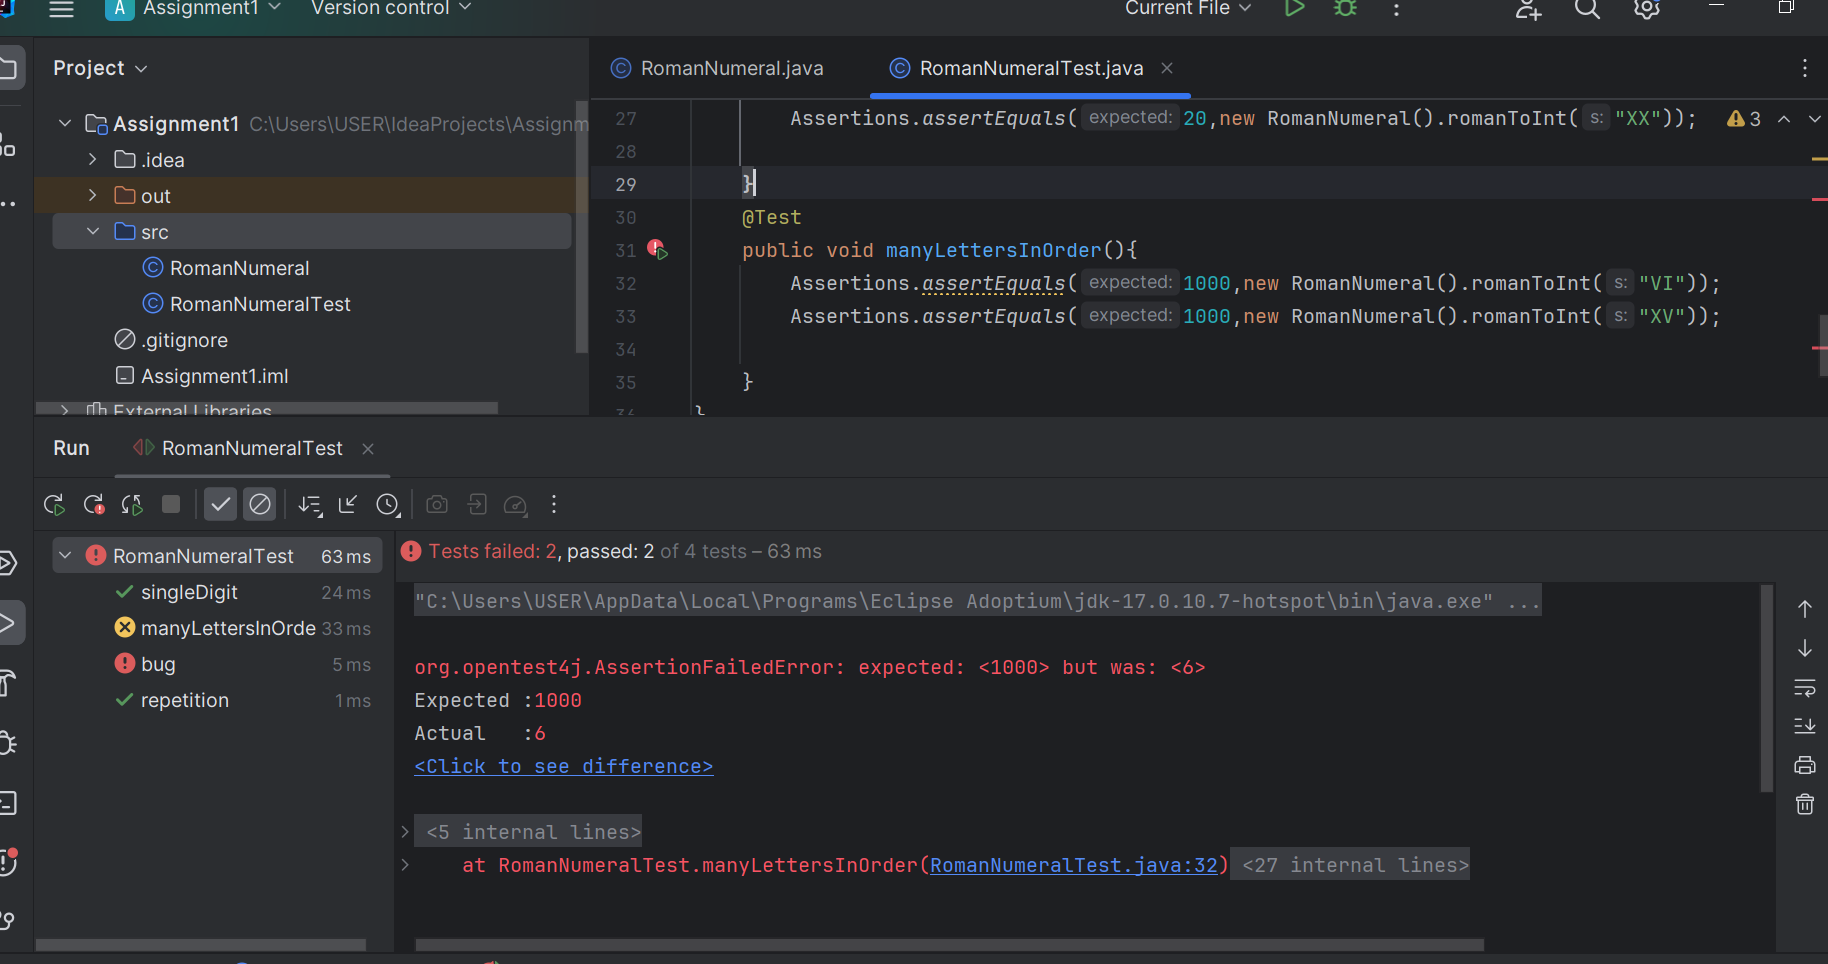 A Assignment1 Version control Current File
Project
RomanNumeral.java RomanNumeralTest.java
Assignment1 C:\Users\USER\IdeaProjects\Assignm
.idea
out
src
RomanNumeral
RomanNumeralTest
.gitignore
Assignment1.iml
External Libraries
27 Assertions.assertEquals( expected: 20,new RomanNumeral().romanToInt( s: "XX")); 3
28
29 }
30 @Test
31 public void manyLettersInOrder(){
32 Assertions.assertEquals( expected: 1000,new RomanNumeral().romanToInt( s: "VI"));
33 Assertions.assertEquals( expected: 1000,new RomanNumeral().romanToInt( s: "XV"));
34
35 }
36 }
Run RomanNumeralTest
RomanNumeralTest 63 ms
singleDigit 24 ms
manyLettersInOrde 33 ms
bug 5 ms
repetition 1 ms
Tests failed: 2, passed: 2 of 4 tests – 63 ms
"C:\Users\USER\AppData\Local\Programs\Eclipse Adoptium\jdk-17.0.10.7-hotspot\bin\java.exe" ...
org.opentest4j.AssertionFailedError: expected: <1000> but was: <6>
Expected :1000
Actual   :6
<Click to see difference>
<5 internal lines>
at RomanNumeralTest.manyLettersInOrder(RomanNumeralTest.java:32) <27 internal lines>